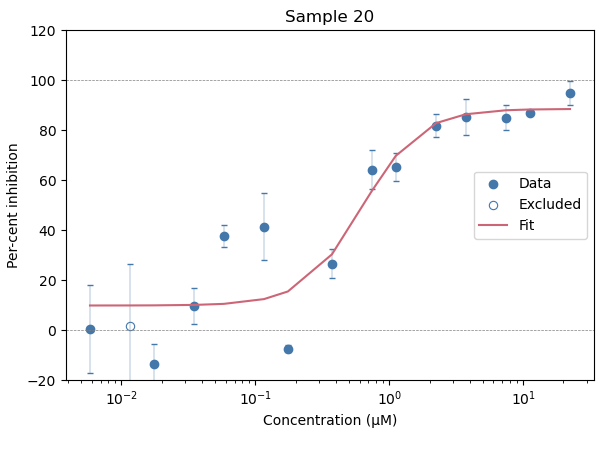 Sample 20
Per-cent inhibition
120
100
80
60
40
20
0
−20
10⁻² 10⁻¹ 10⁰ 10¹
Concentration (μM)
Data
Excluded
Fit